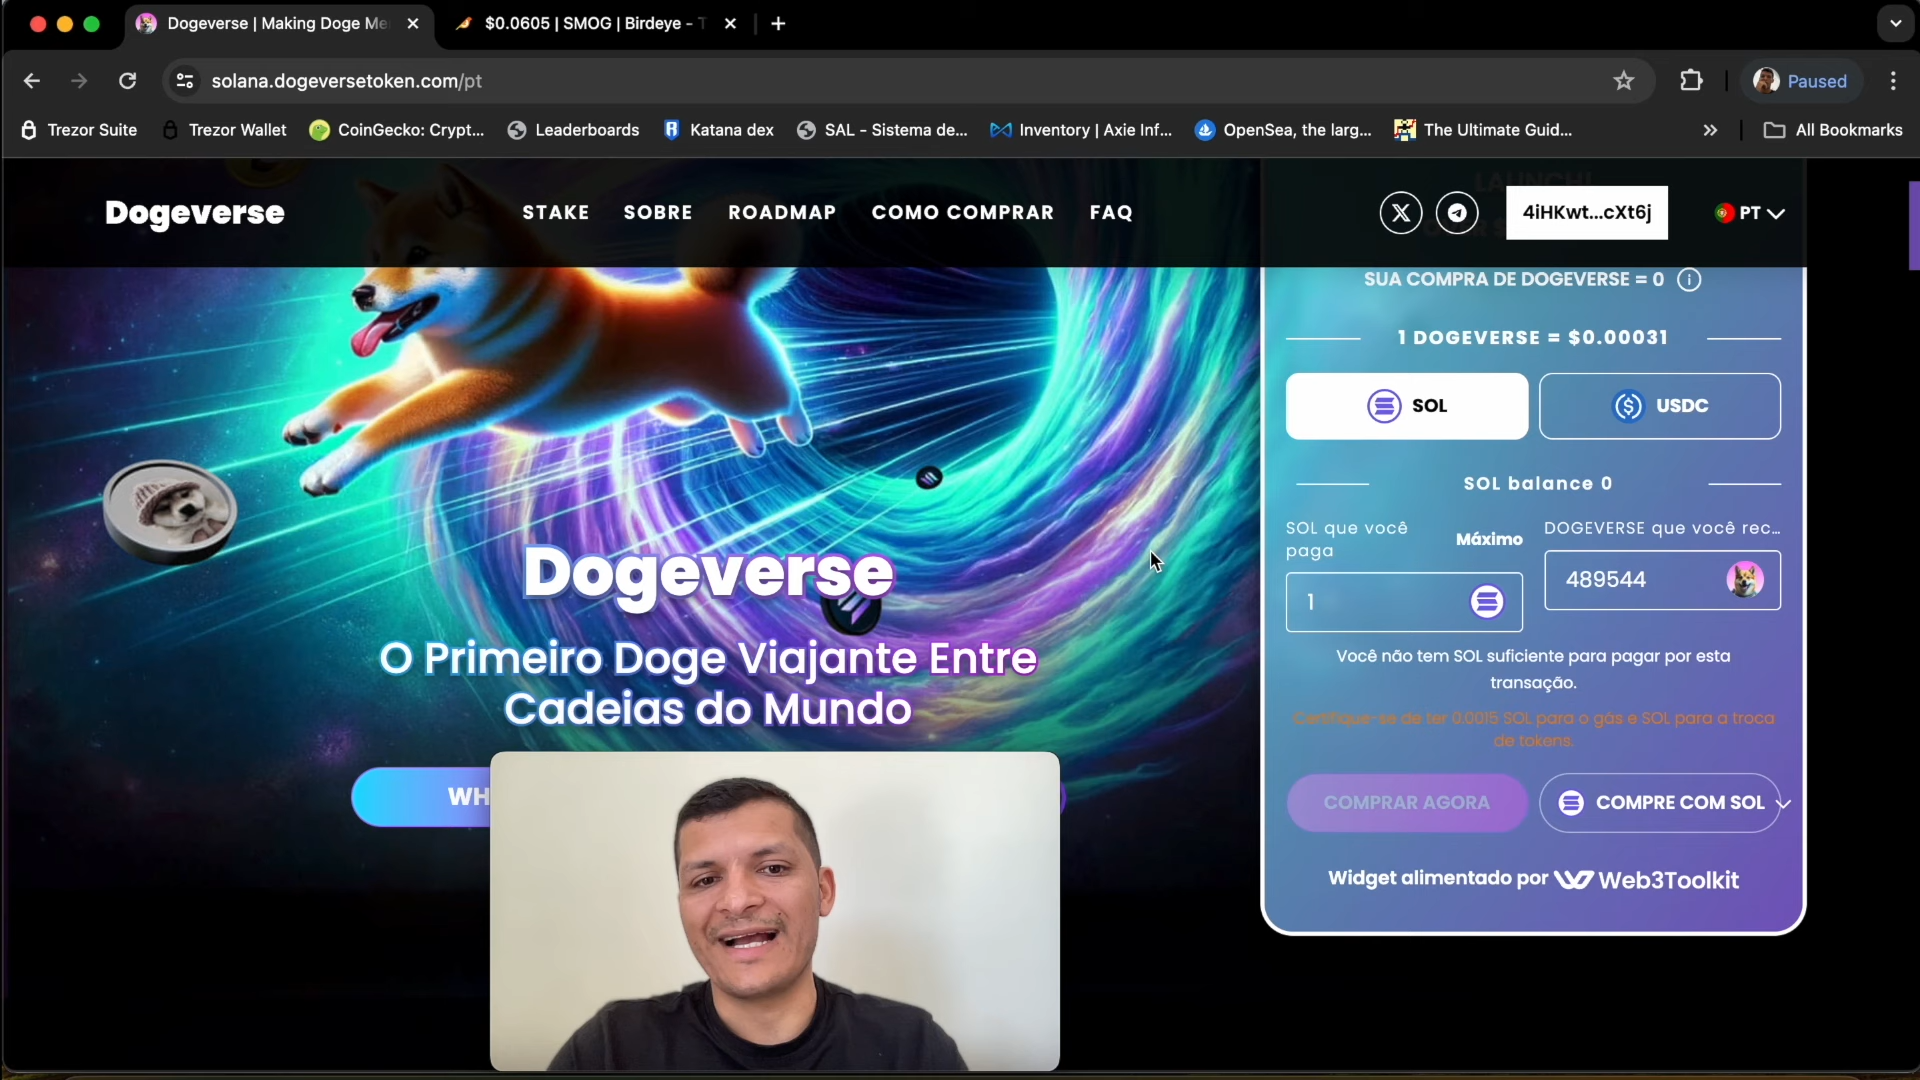 Dogeverse | Making Doge Me
$0.0605 | SMOG | Birdeye -
solana.dogeversetoken.com/pt
Paused
Trezor Suite
Trezor Wallet
CoinGecko: Crypt...
Leaderboards
Katana dex
SAL - Sistema de...
Inventory | Axie Inf...
OpenSea, the larg...
The Ultimate Guid...
All Bookmarks
Dogeverse
STAKE
SOBRE
ROADMAP
COMO COMPRAR
FAQ
4iHKwt...cXt6j
PT
SUA COMPRA DE DOGEVERSE = 0
1 DOGEVERSE = $0.00031
SOL
USDC
SOL balance 0
SOL que você
paga
Máximo
DOGEVERSE que você rec...
1
489544
Você não tem SOL suficiente para pagar por esta
transação.
Certifique-se de ter 0.0015 SOL para o gás e SOL para a troca
de tokens.
COMPRAR AGORA
COMPRE COM SOL
Widget alimentado por Web3Toolkit
Dogeverse
O Primeiro Doge Viajante Entre
Cadeias do Mundo
WH